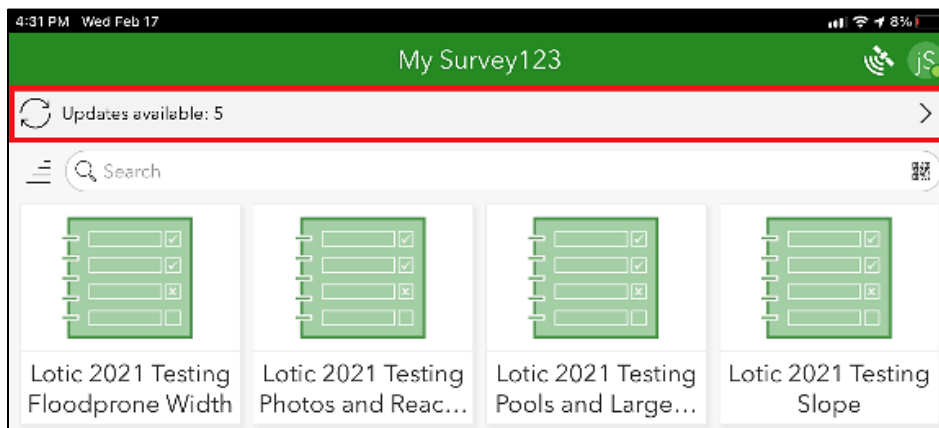 4:31 PM Wed Feb 17 8%
My Survey123 jS
Updates available: 5
Search
Lotic 2021 Testing Floodprone Width
Lotic 2021 Testing Photos and Reac...
Lotic 2021 Testing Pools and Large...
Lotic 2021 Testing Slope